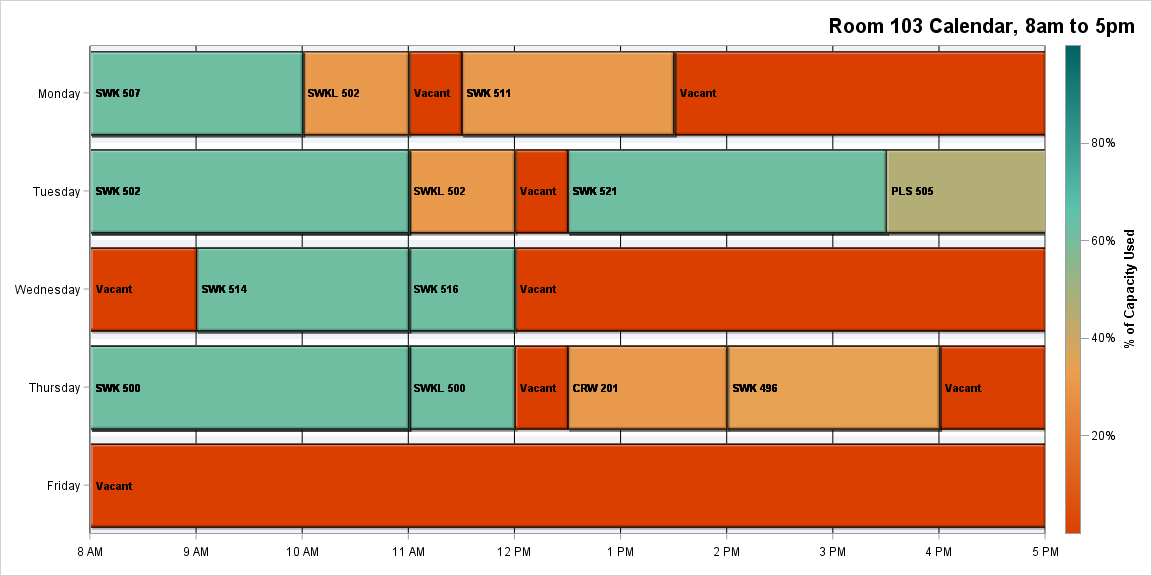 Room 103 Calendar, 8am to 5pm
Monday
SWK 507
SWKL 502
Vacant
SWK 511
Vacant
Tuesday
SWK 502
SWKL 502
Vacant
SWK 521
PLS 505
Wednesday
Vacant
SWK 514
SWK 516
Vacant
Thursday
SWK 500
SWKL 500
Vacant
CRW 201
SWK 496
Vacant
Friday
Vacant
8 AM
9 AM
10 AM
11 AM
12 PM
1 PM
2 PM
3 PM
4 PM
5 PM
80%
60%
40%
20%
% of Capacity Used